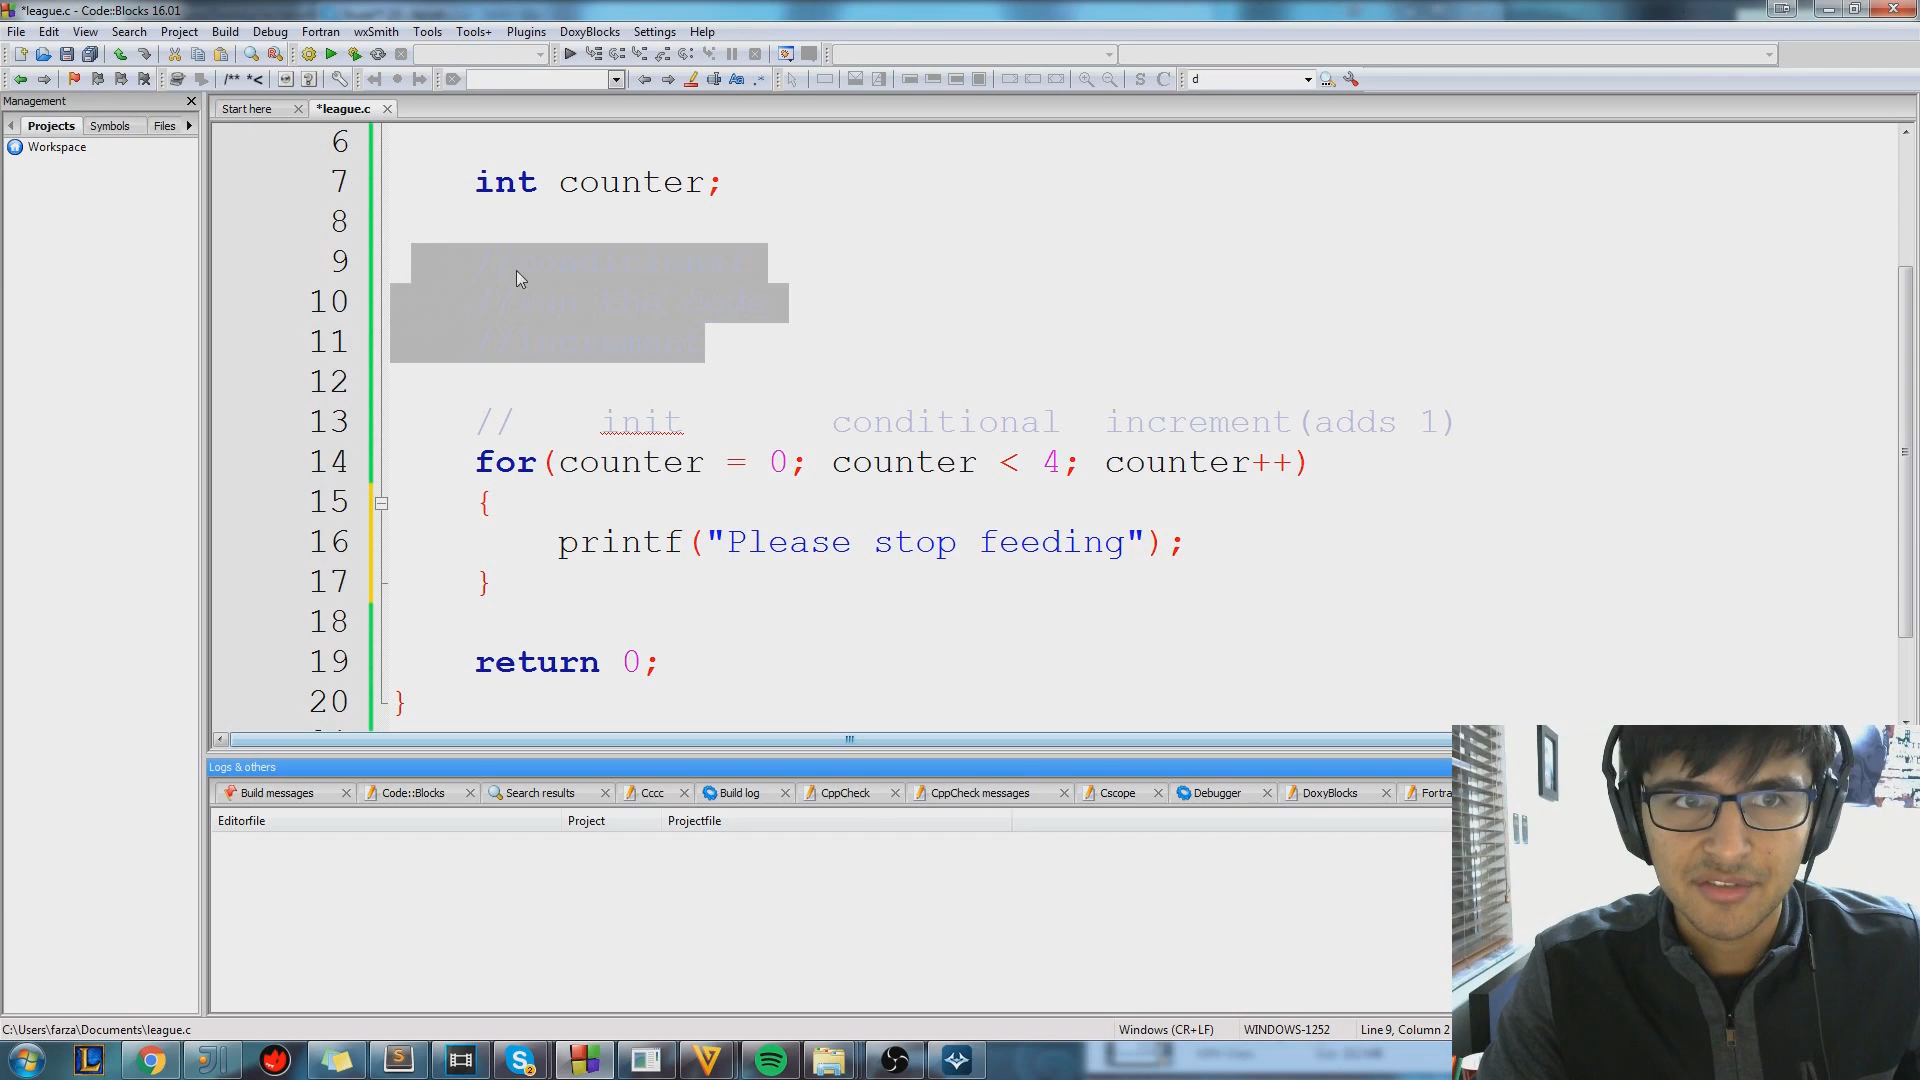 *league.c - Code::Blocks 16.01
File Edit View Search Project Build Debug Fortran wxSmith Tools Tools+ Plugins DoxyBlocks Settings Help
/** *< d
Management
Start here *league.c
Projects Symbols Files
Workspace
6
7 int counter;
8
9 //conditional
10 //run the code
11 //increment
12
13 // init conditional increment(adds 1)
14 for(counter = 0; counter < 4; counter++)
15 {
16 printf("Please stop feeding");
17 }
18
19 return 0;
20 }
Logs & others
Build messages Code::Blocks Search results Cccc Build log CppCheck CppCheck messages Cscope Debugger DoxyBlocks Fortra
Editorfile Project Projectfile
C:\Users\farza\Documents\league.c Windows (CR+LF) WINDOWS-1252 Line 9, Column 2